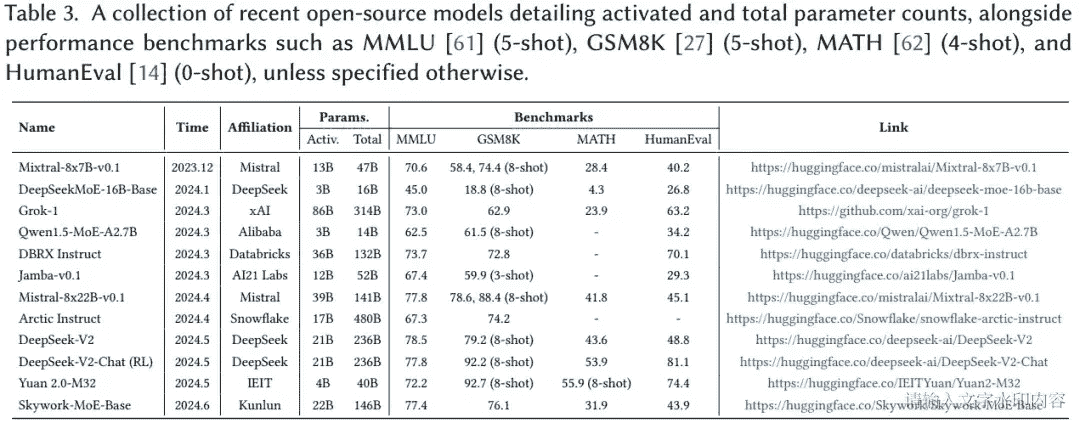 Table 3. A collection of recent open-source models detailing activated and total parameter counts, alongside
performance benchmarks such as MMLU [61] (5-shot), GSM8K [27] (5-shot), MATH [62] (4-shot), and
HumanEval [14] (0-shot), unless specified otherwise.
Name Time Affiliation Params. Benchmarks Link
Activ. Total MMLU GSM8K MATH HumanEval
Mixtral-8x7B-v0.1 2023.12 Mistral 13B 47B 70.6 58.4, 74.4 (8-shot) 28.4 40.2 https://huggingface.co/mistralai/Mixtral-8x7B-v0.1
DeepSeekMoE-16B-Base 2024.1 DeepSeek 3B 16B 45.0 18.8 (8-shot) 4.3 26.8 https://huggingface.co/deepseek-ai/deepseek-moe-16b-base
Grok-1 2024.3 xAI 86B 314B 73.0 62.9 23.9 63.2 https://github.com/xai-org/grok-1
Qwen1.5-MoE-A2.7B 2024.3 Alibaba 3B 14B 62.5 61.5 (8-shot) - 34.2 https://huggingface.co/Qwen/Qwen1.5-MoE-A2.7B
DBRX Instruct 2024.3 Databricks 36B 132B 73.7 72.8 - 70.1 https://huggingface.co/databricks/dbrx-instruct
Jamba-v0.1 2024.3 AI21 Labs 12B 52B 67.4 59.9 (3-shot) - 29.3 https://huggingface.co/ai21labs/Jamba-v0.1
Mistral-8x22B-v0.1 2024.4 Mistral 39B 141B 77.8 78.6, 88.4 (8-shot) 41.8 45.1 https://huggingface.co/mistralai/Mixtral-8x22B-v0.1
Arctic Instruct 2024.4 Snowflake 17B 480B 67.3 74.2 - - https://huggingface.co/Snowflake/snowflake-arctic-instruct
DeepSeek-V2 2024.5 DeepSeek 21B 236B 78.5 79.2 (8-shot) 43.6 48.8 https://huggingface.co/deepseek-ai/DeepSeek-V2
DeepSeek-V2-Chat (RL) 2024.5 DeepSeek 21B 236B 77.8 92.2 (8-shot) 53.9 81.1 https://huggingface.co/deepseek-ai/DeepSeek-V2-Chat
Yuan 2.0-M32 2024.5 IEIT 4B 40B 72.2 92.7 (8-shot) 55.9 (8-shot) 74.4 https://huggingface.co/IEITYuan/Yuan2-M32
Skywork-MoE-Base 2024.6 Kunlun 22B 146B 77.4 76.1 31.9 43.9 https://huggingface.co/Skywork/Skywork-MoE-Base
请输入文字水印内容